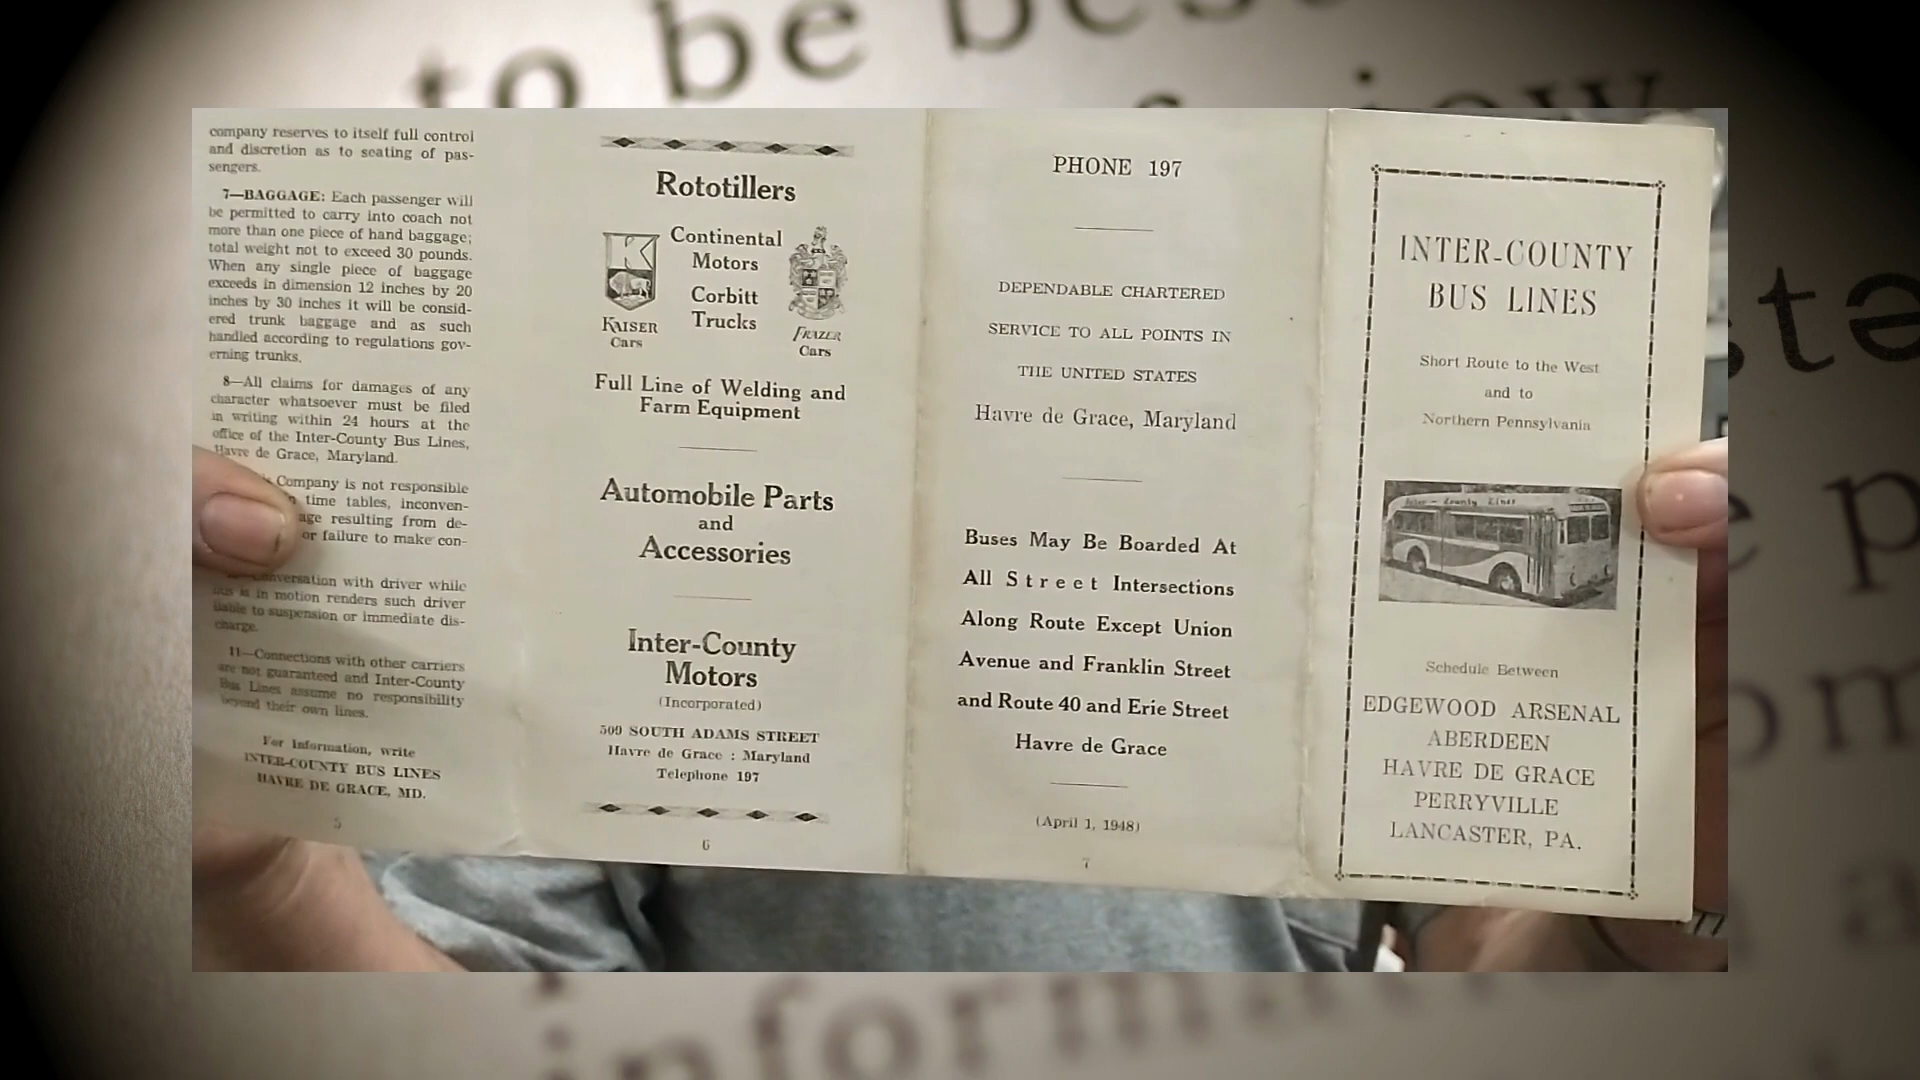 to be best
company reserves to itself full control
and discretion as to seating of pas-
sengers.
7—BAGGAGE: Each passenger will
be permitted to carry into coach not
more than one piece of hand baggage;
total weight not to exceed 30 pounds.
When any single piece of baggage
exceeds in dimension 12 inches by 20
inches by 30 inches it will be consid-
ered trunk baggage and as such
handled according to regulations gov-
erning trunks.
8—All claims for damages of any
character whatsoever must be filed
in writing within 24 hours at the
office of the Inter-County Bus Lines,
Havre de Grace, Maryland.
Company is not responsible
time tables, inconven-
resulting from de-
or failure to make con-
conversation with driver while
bus is in motion renders such driver
liable to suspension or immediate dis-
charge.
11—Connections with other carriers
are not guaranteed and Inter-County
Bus Lines assume no responsibility
beyond their own lines.
For Information, write
INTER-COUNTY BUS LINES
HAVRE DE GRACE, MD.
5
Rototillers
Continental
Motors
Corbitt
Trucks
KAISER
Cars
FRAZER
Cars
Full Line of Welding and
Farm Equipment
Automobile Parts
and
Accessories
Inter-County
Motors
(Incorporated)
509 SOUTH ADAMS STREET
Havre de Grace : Maryland
Telephone 197
6
PHONE 197
DEPENDABLE CHARTERED
SERVICE TO ALL POINTS IN
THE UNITED STATES
Havre de Grace, Maryland
Buses May Be Boarded At
All Street Intersections
Along Route Except Union
Avenue and Franklin Street
and Route 40 and Erie Street
Havre de Grace
(April 1, 1948)
7
INTER-COUNTY
BUS LINES
Short Route to the West
and to
Northern Pennsylvania
Inter - County Lines
Schedule Between
EDGEWOOD ARSENAL
ABERDEEN
HAVRE DE GRACE
PERRYVILLE
LANCASTER, PA.